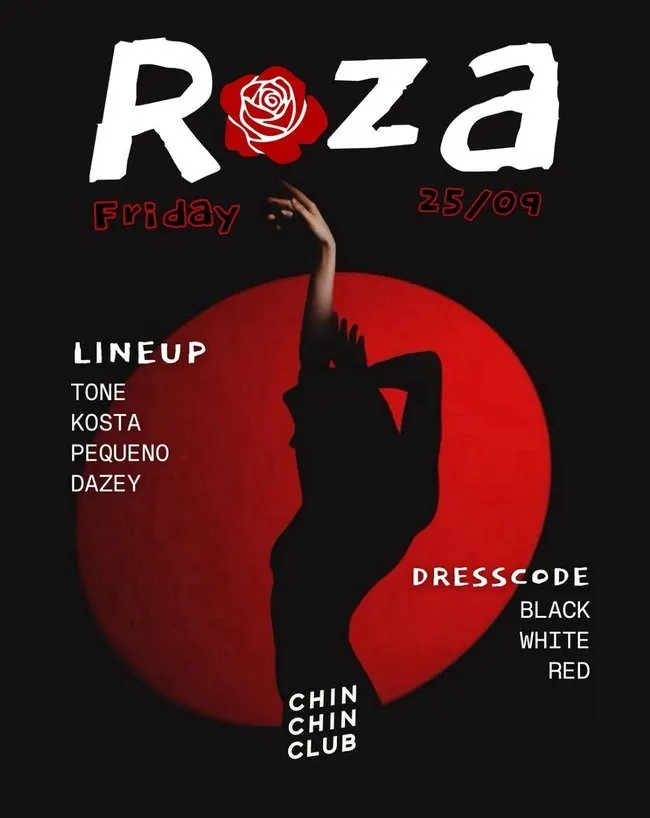 Roza
Friday
25/09
LINEUP
TONE
KOSTA
PEQUENO
DAZEY
DRESSCODE
BLACK
WHITE
RED
CHIN
CHIN
CLUB